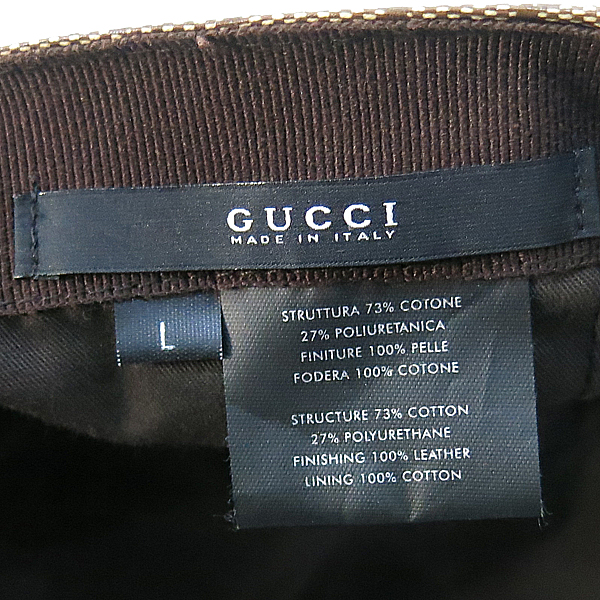 GUCCI
MADE IN ITALY
L
STRUTTURA 73% COTONE
27% POLIURETANICA
FINITURE 100% PELLE
FODERA 100% COTONE
STRUCTURE 73% COTTON
27% POLYURETHANE
FINISHING 100% LEATHER
LINING 100% COTTON